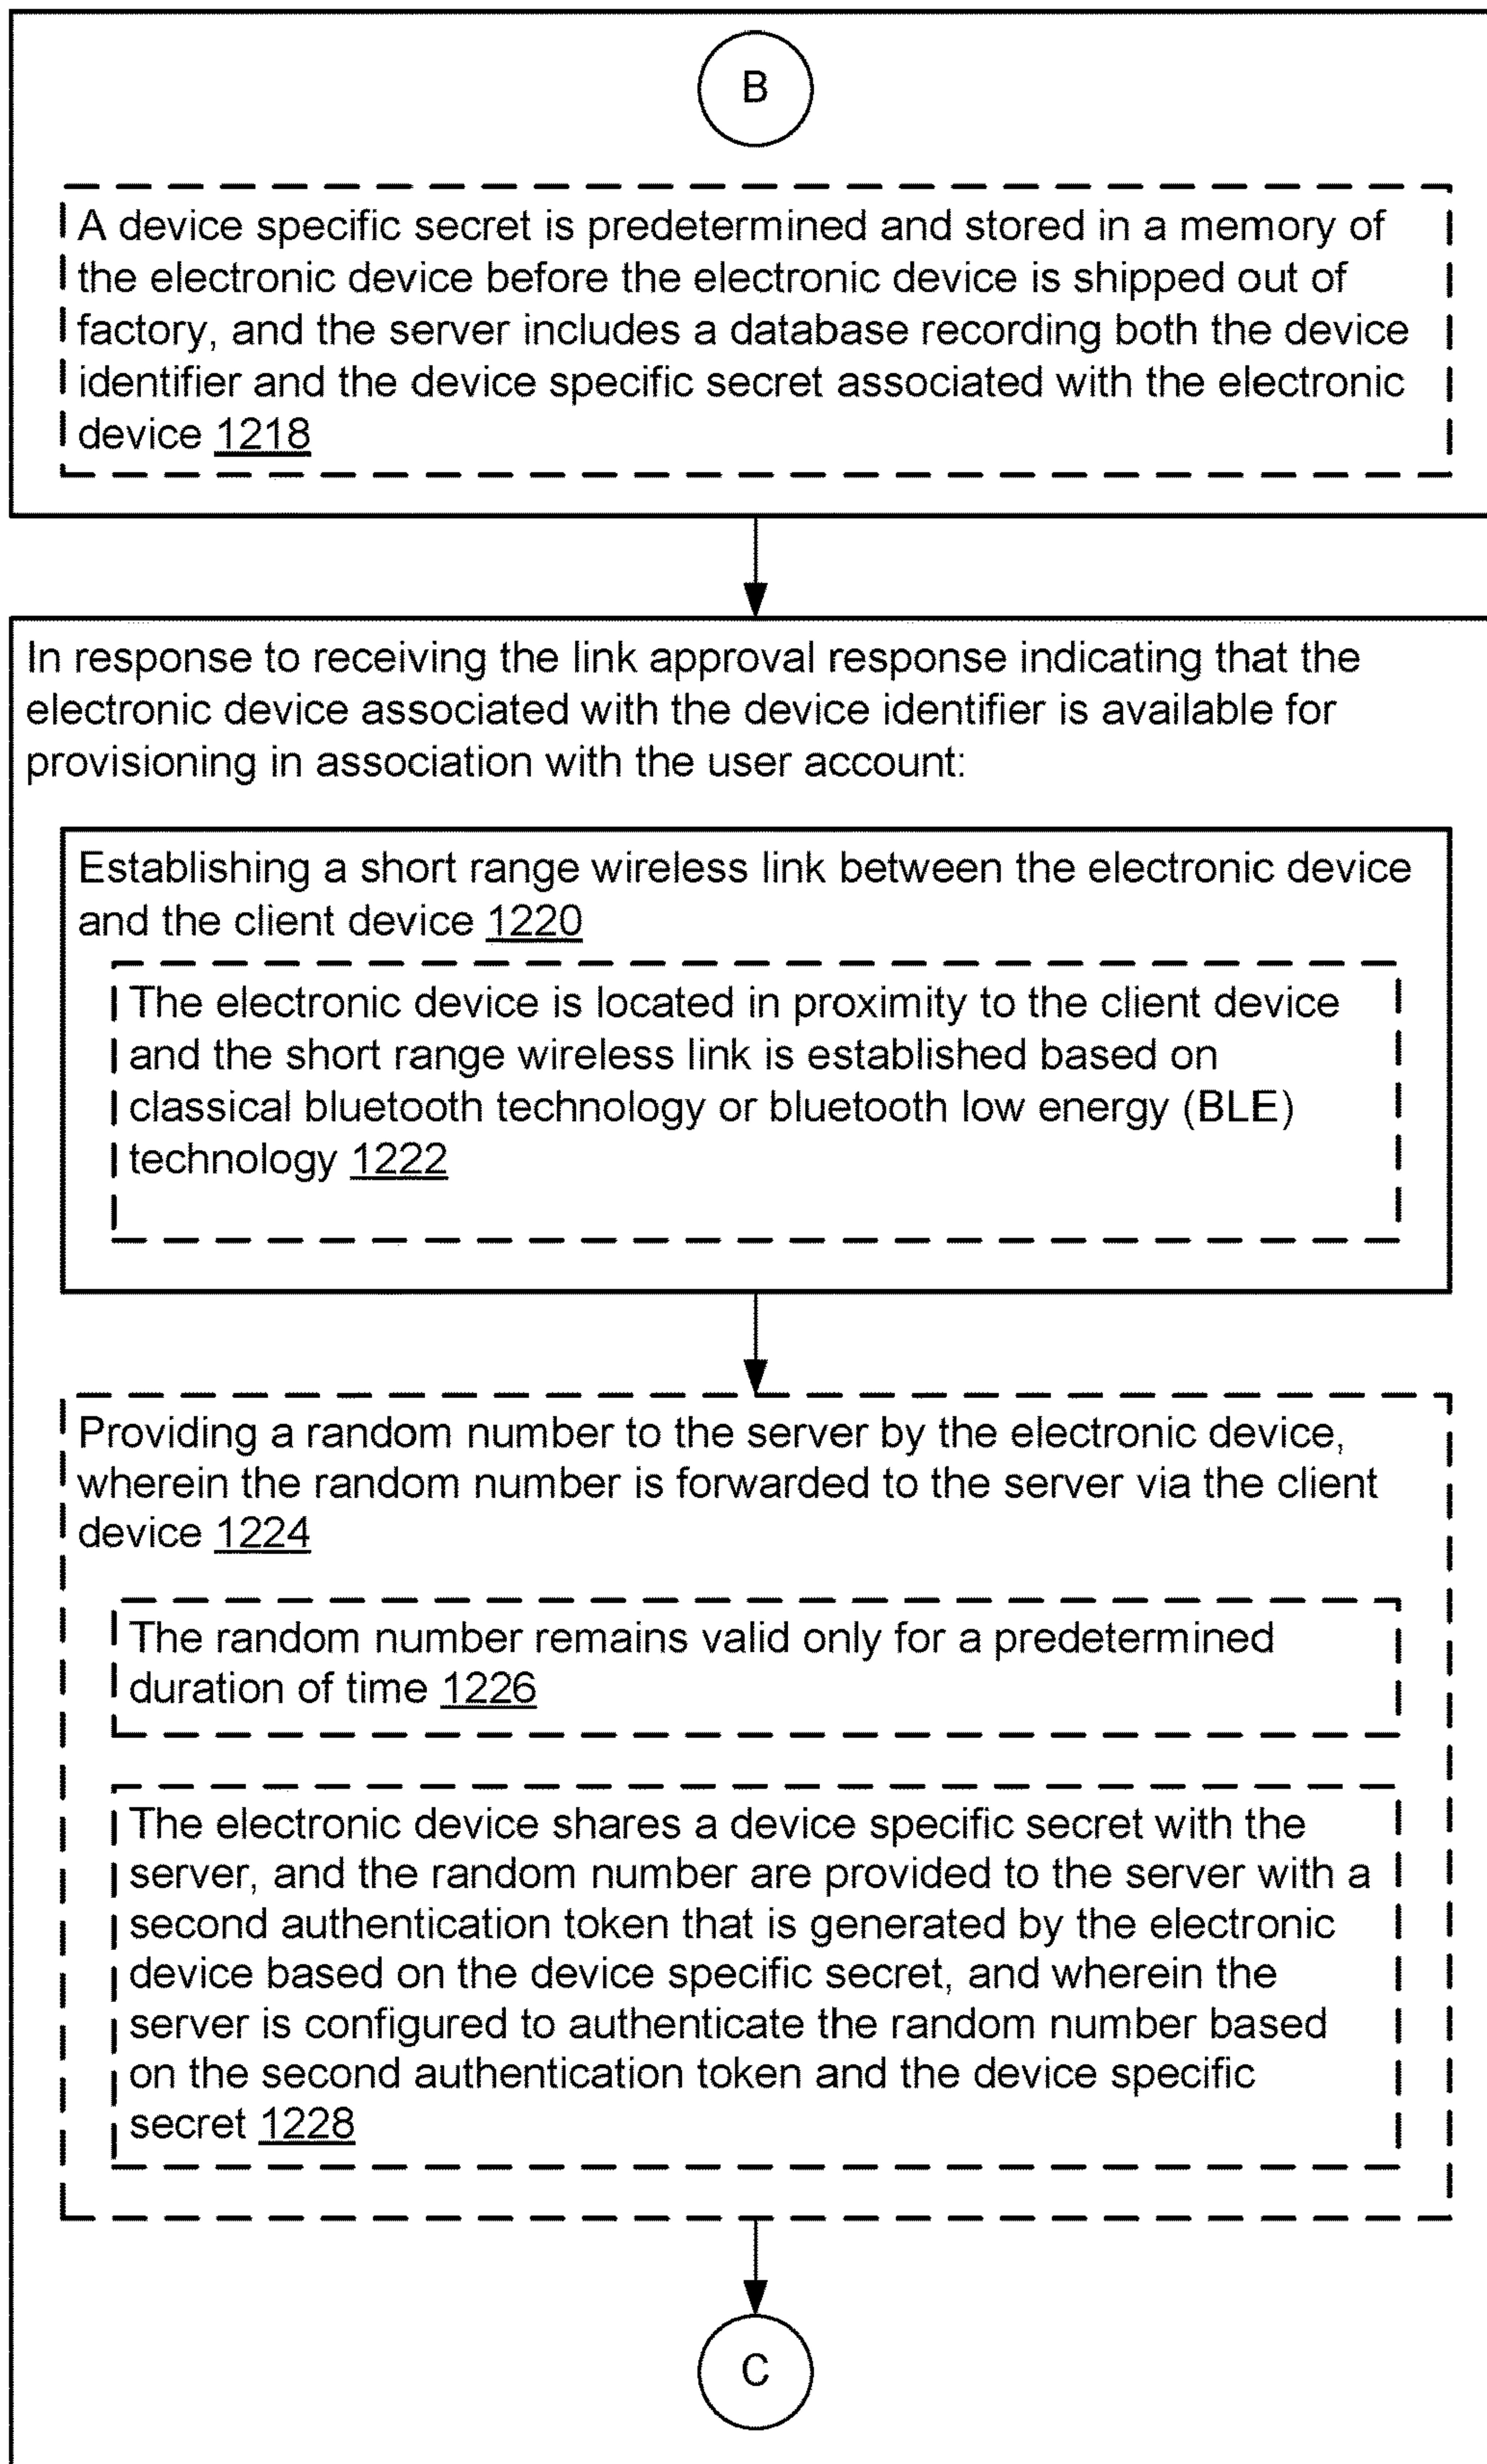 B
A device specific secret is predetermined and stored in a memory of
the electronic device before the electronic device is shipped out of
factory, and the server includes a database recording both the device
identifier and the device specific secret associated with the electronic
device 1218
In response to receiving the link approval response indicating that the
electronic device associated with the device identifier is available for
provisioning in association with the user account:
Establishing a short range wireless link between the electronic device
and the client device 1220
The electronic device is located in proximity to the client device
and the short range wireless link is established based on
classical bluetooth technology or bluetooth low energy (BLE)
technology 1222
Providing a random number to the server by the electronic device,
wherein the random number is forwarded to the server via the client
device 1224
The random number remains valid only for a predetermined
duration of time 1226
The electronic device shares a device specific secret with the
server, and the random number are provided to the server with a
second authentication token that is generated by the electronic
device based on the device specific secret, and wherein the
server is configured to authenticate the random number based
on the second authentication token and the device specific
secret 1228
C